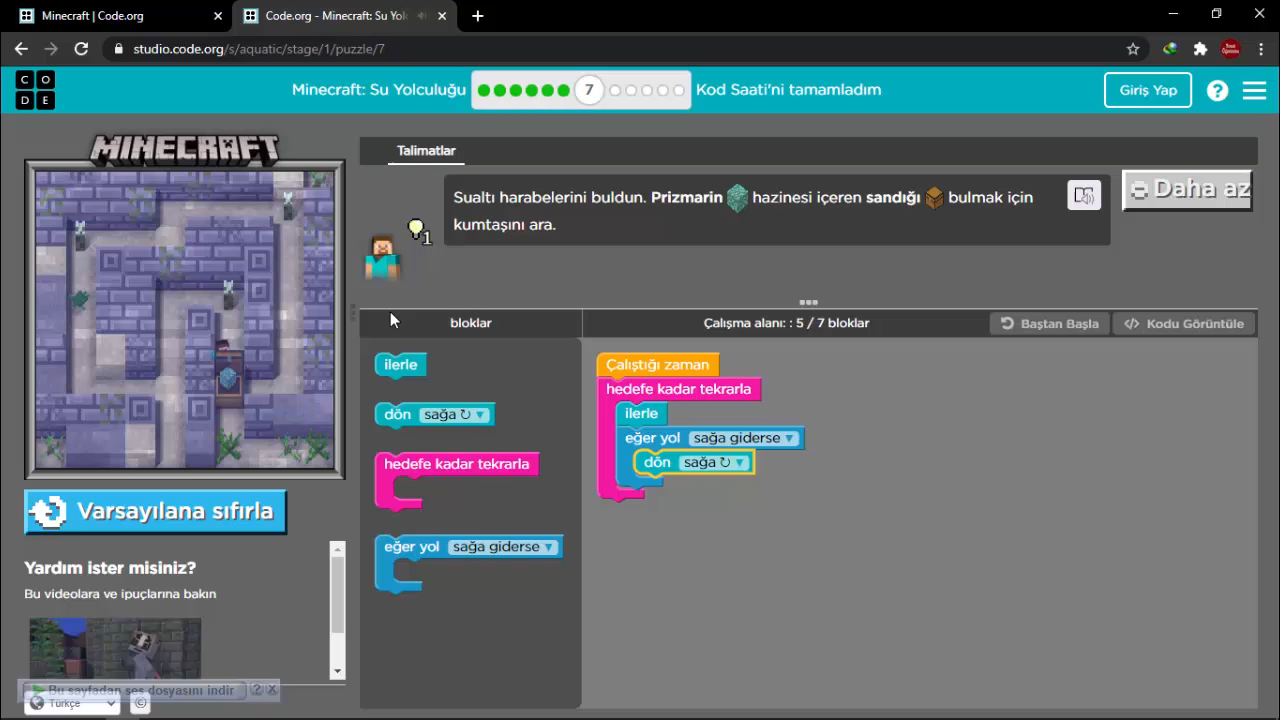 Minecraft | Code.org
Code.org - Minecraft: Su Yol
studio.code.org/s/aquatic/stage/1/puzzle/7
C O
D E
Minecraft: Su Yolculuğu
7
Kod Saati'ni tamamladım
Giriş Yap
?
MINECRAFT
Talimatlar
Sualtı harabelerini buldun. Prizmarin hazinesi içeren sandığı bulmak için
kumtaşını ara.
Daha az
1
bloklar
Çalışma alanı: : 5 / 7 bloklar
Baştan Başla
Kodu Görüntüle
ilerle
dön sağa ↻
hedefe kadar tekrarla
eğer yol sağa giderse
Çalıştığı zaman
hedefe kadar tekrarla
ilerle
eğer yol sağa giderse
dön sağa ↻
Varsayılana sıfırla
Yardım ister misiniz?
Bu videolara ve ipuçlarına bakın
Bu sayfadan ses dosyasını indir
? X
Türkçe
©